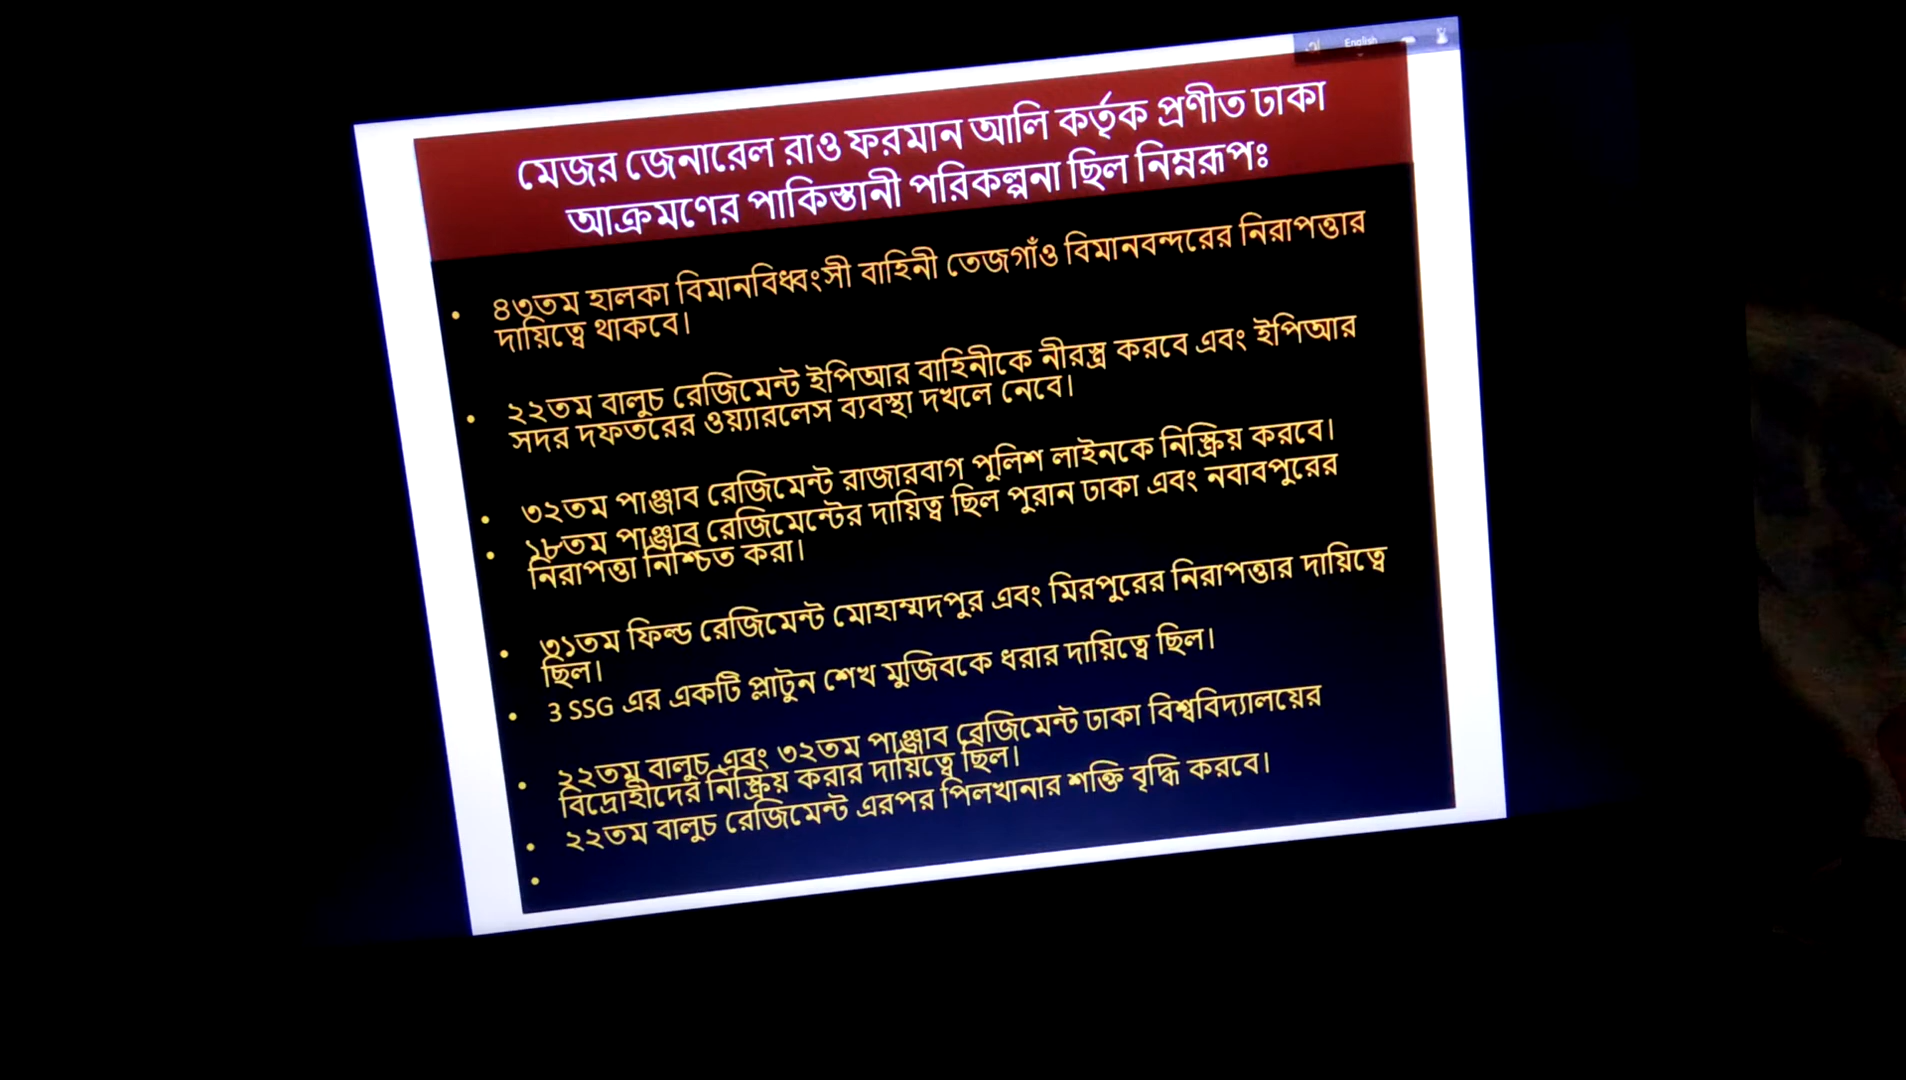 অ English
মেজর জেনারেল রাও ফরমান আলি কর্তৃক প্রণীত ঢাকা
আক্রমণের পাকিস্তানী পরিকল্পনা ছিল নিম্নরূপঃ
• ৪৩তম হালকা বিমানবিধ্বংসী বাহিনী তেজগাঁও বিমানবন্দরের নিরাপত্তার
দায়িত্বে থাকবে।
• ২২তম বালুচ রেজিমেন্ট ইপিআর বাহিনীকে নীরস্ত্র করবে এবং ইপিআর
সদর দফতরের ওয়্যারলেস ব্যবস্থা দখলে নেবে।
• ৩২তম পাঞ্জাব রেজিমেন্ট রাজারবাগ পুলিশ লাইনকে নিস্ক্রিয় করবে।
• ১৮তম পাঞ্জাব রেজিমেন্টের দায়িত্ব ছিল পুরান ঢাকা এবং নবাবপুরের
নিরাপত্তা নিশ্চিত করা।
• ৩১তম ফিল্ড রেজিমেন্ট মোহাম্মদপুর এবং মিরপুরের নিরাপত্তার দায়িত্বে
ছিল।
• 3 SSG এর একটি প্লাটুন শেখ মুজিবকে ধরার দায়িত্বে ছিল।
• ২২তম বালুচ এবং ৩২তম পাঞ্জাব রেজিমেন্ট ঢাকা বিশ্ববিদ্যালয়ের
বিদ্রোহীদের নিস্ক্রিয় করার দায়িত্বে ছিল।
• ২২তম বালুচ রেজিমেন্ট এরপর পিলখানার শক্তি বৃদ্ধি করবে।
•